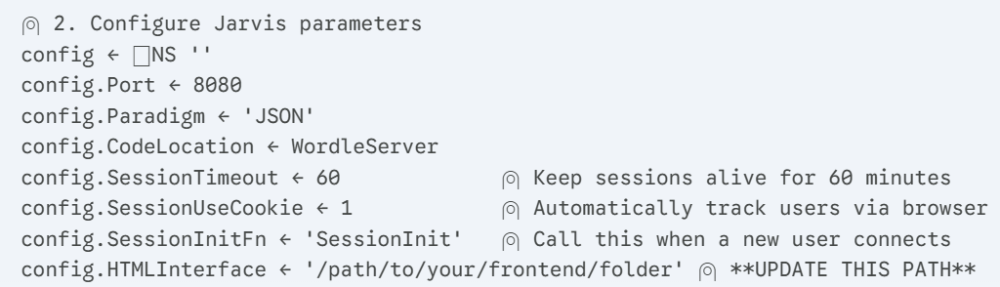 ⍝ 2. Configure Jarvis parameters
config ← ⎕NS ''
config.Port ← 8080
config.Paradigm ← 'JSON'
config.CodeLocation ← WordleServer
config.SessionTimeout ← 60 ⍝ Keep sessions alive for 60 minutes
config.SessionUseCookie ← 1 ⍝ Automatically track users via browser
config.SessionInitFn ← 'SessionInit' ⍝ Call this when a new user connects
config.HTMLInterface ← '/path/to/your/frontend/folder' ⍝ **UPDATE THIS PATH**